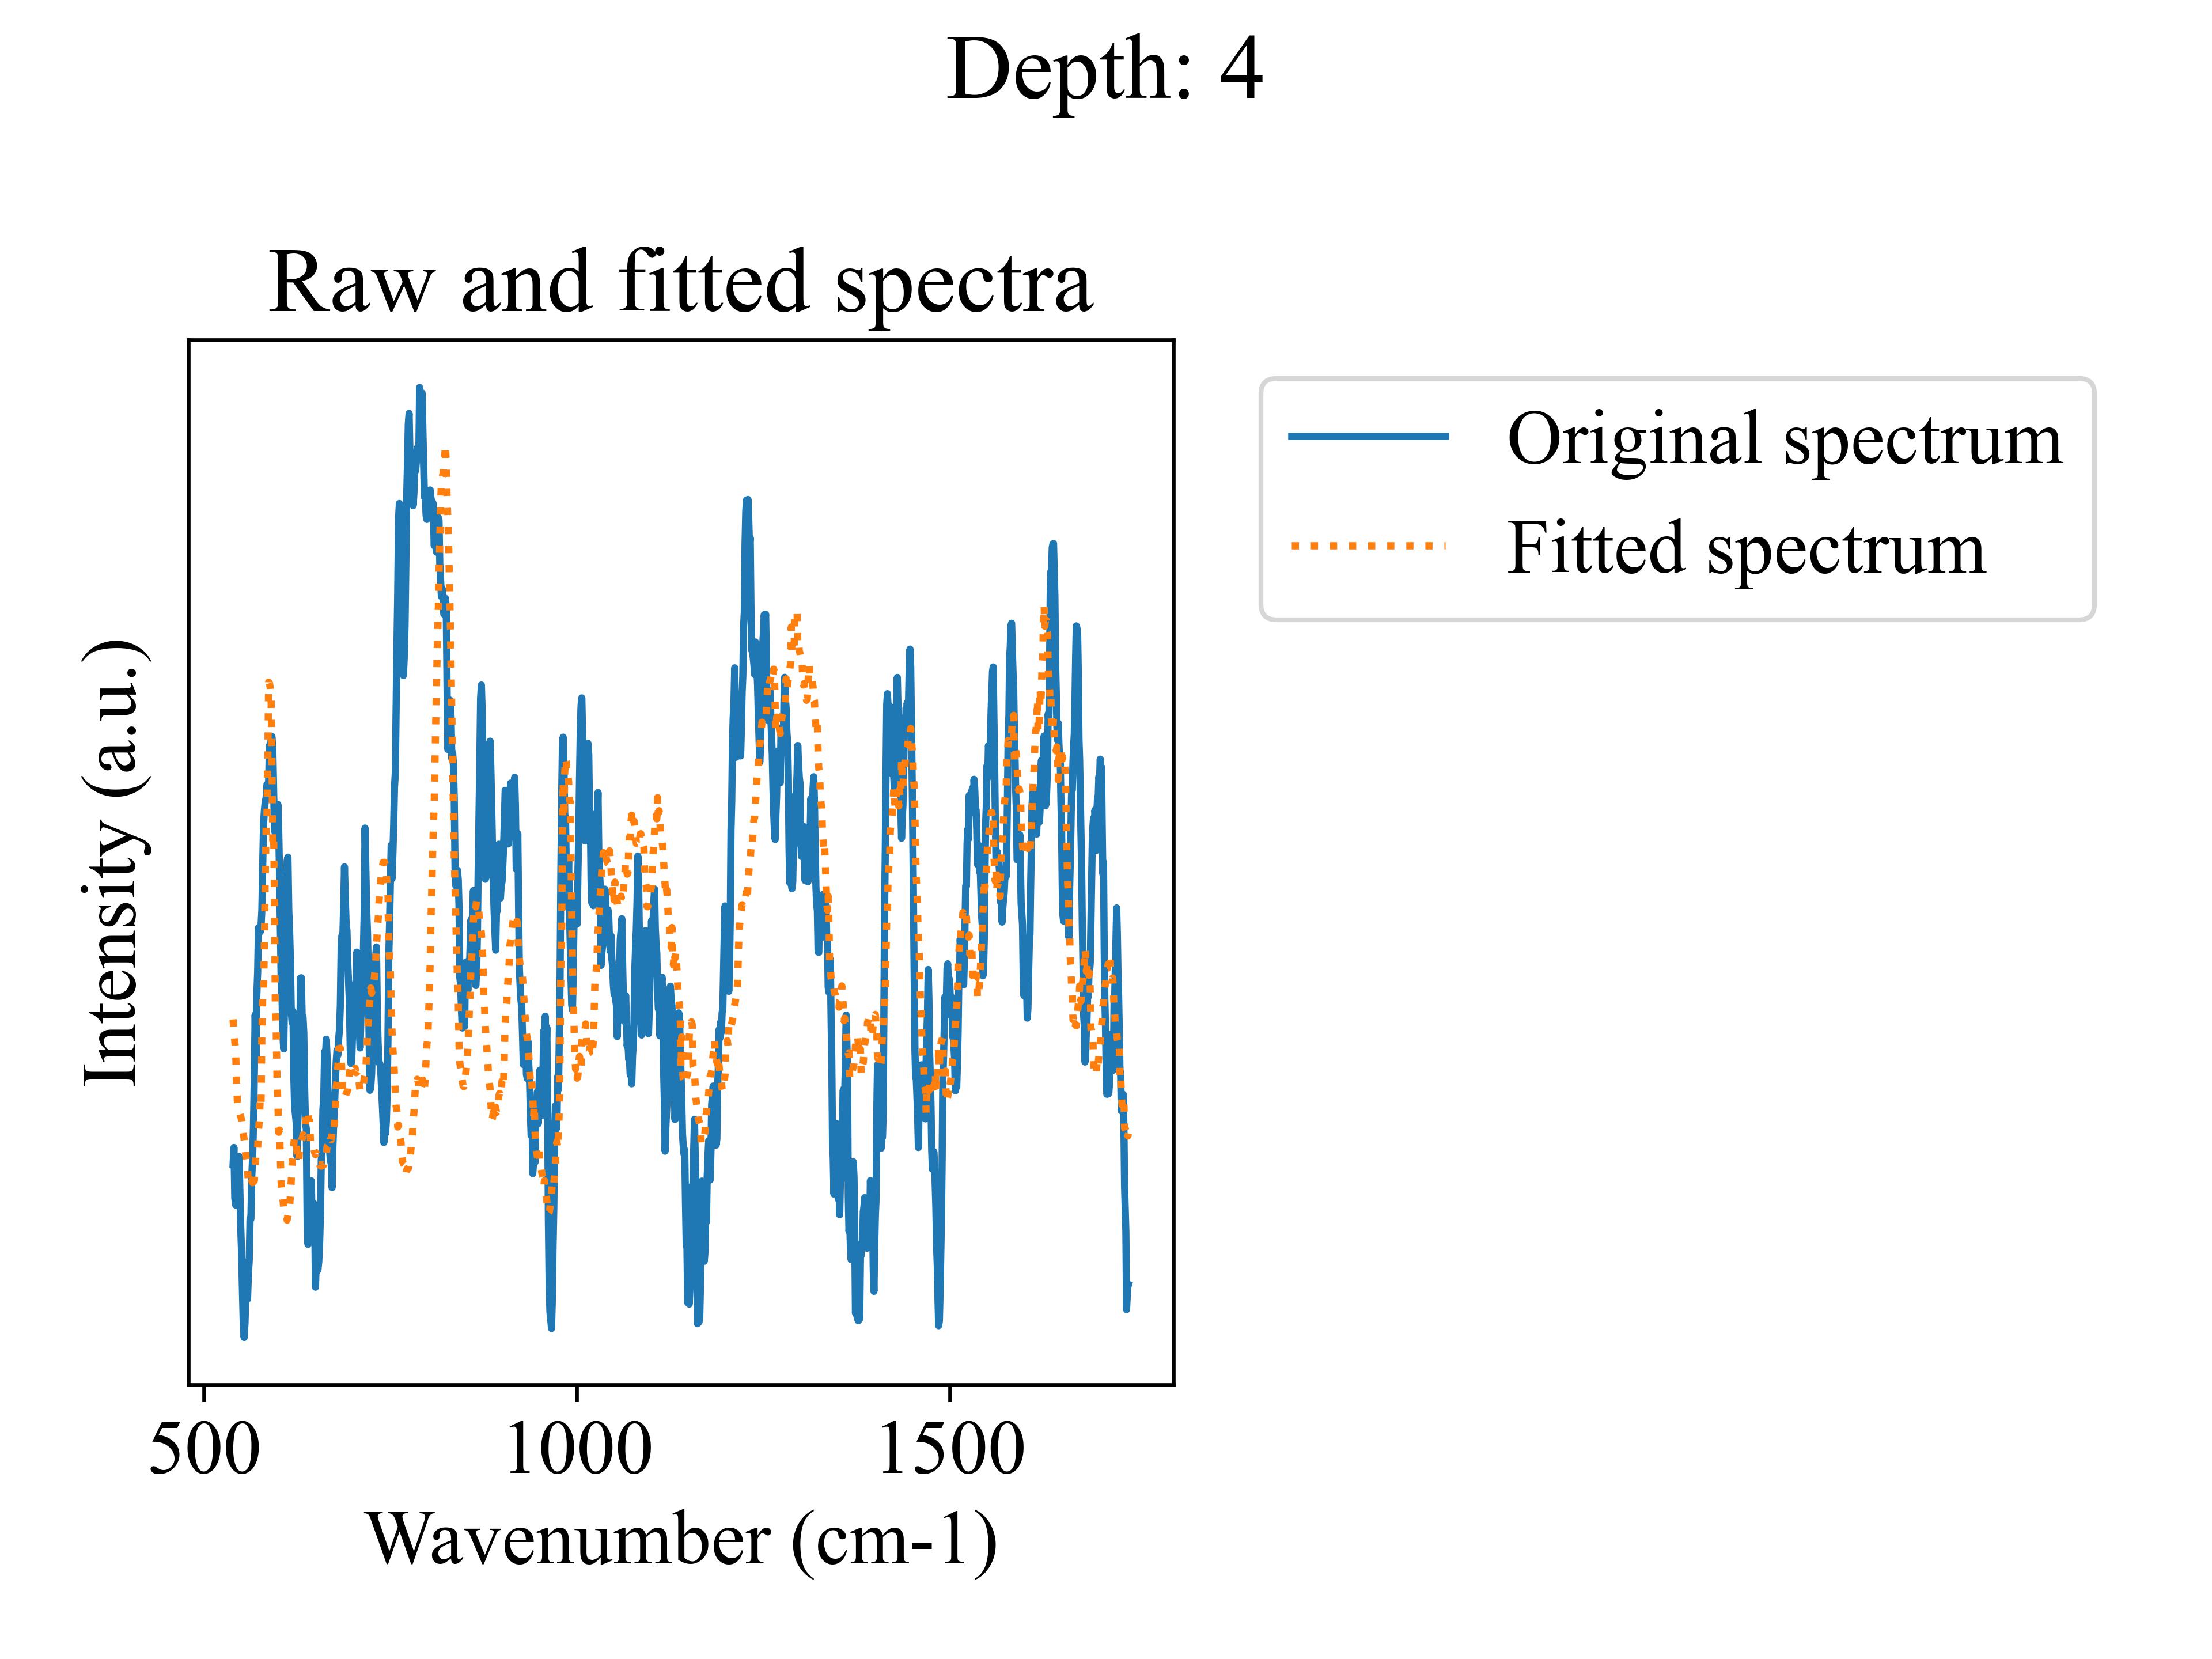 Depth: 4
Raw and fitted spectra
Original spectrum
Fitted spectrum
Intensity (a.u.)
500 1000 1500
Wavenumber (cm-1)